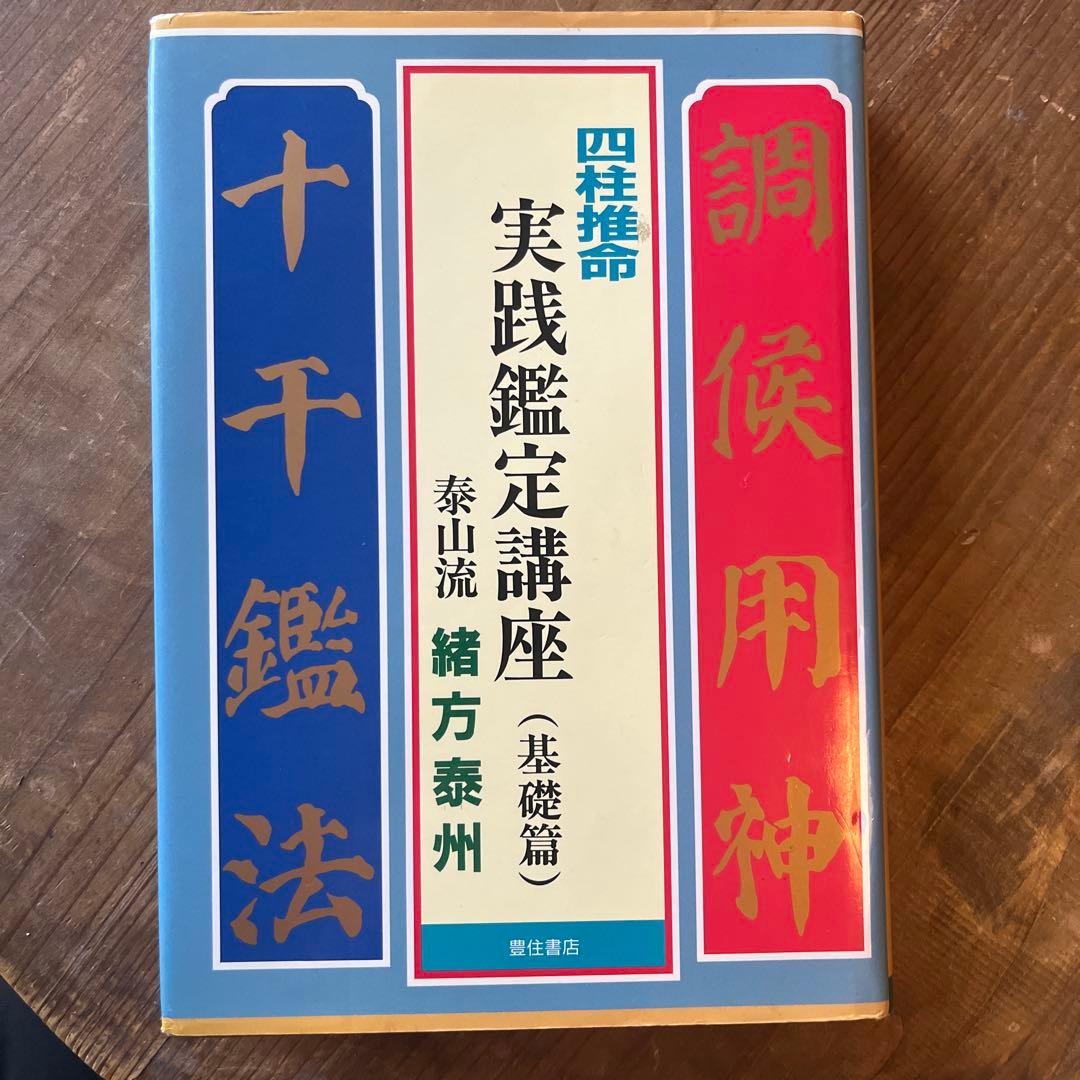 調候用神
四柱推命
実践鑑定講座(基礎篇)
泰山流 緒方泰州
十干鑑法
豊住書店